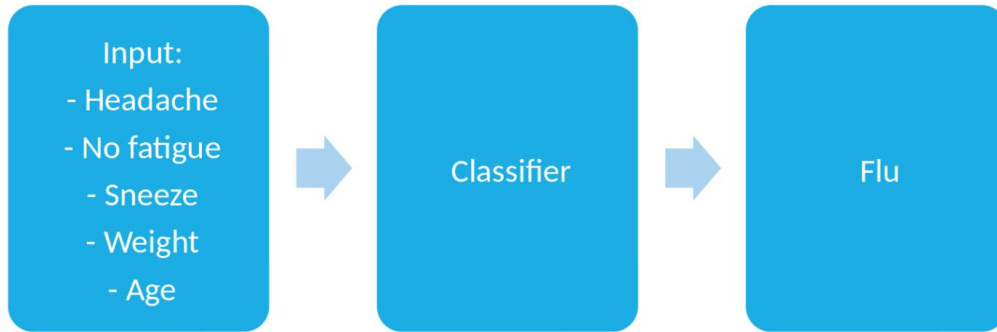 Input:
- Headache
- No fatigue
- Sneeze
- Weight
- Age
Classifier
Flu